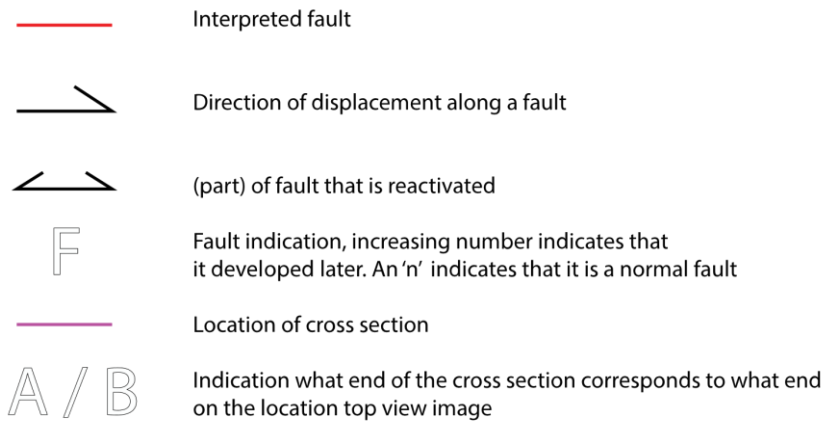 Interpreted fault
Direction of displacement along a fault
(part) of fault that is reactivated
F
Fault indication, increasing number indicates that
it developed later. An ‘n’ indicates that it is a normal fault
Location of cross section
A / B
Indication what end of the cross section corresponds to what end
on the location top view image